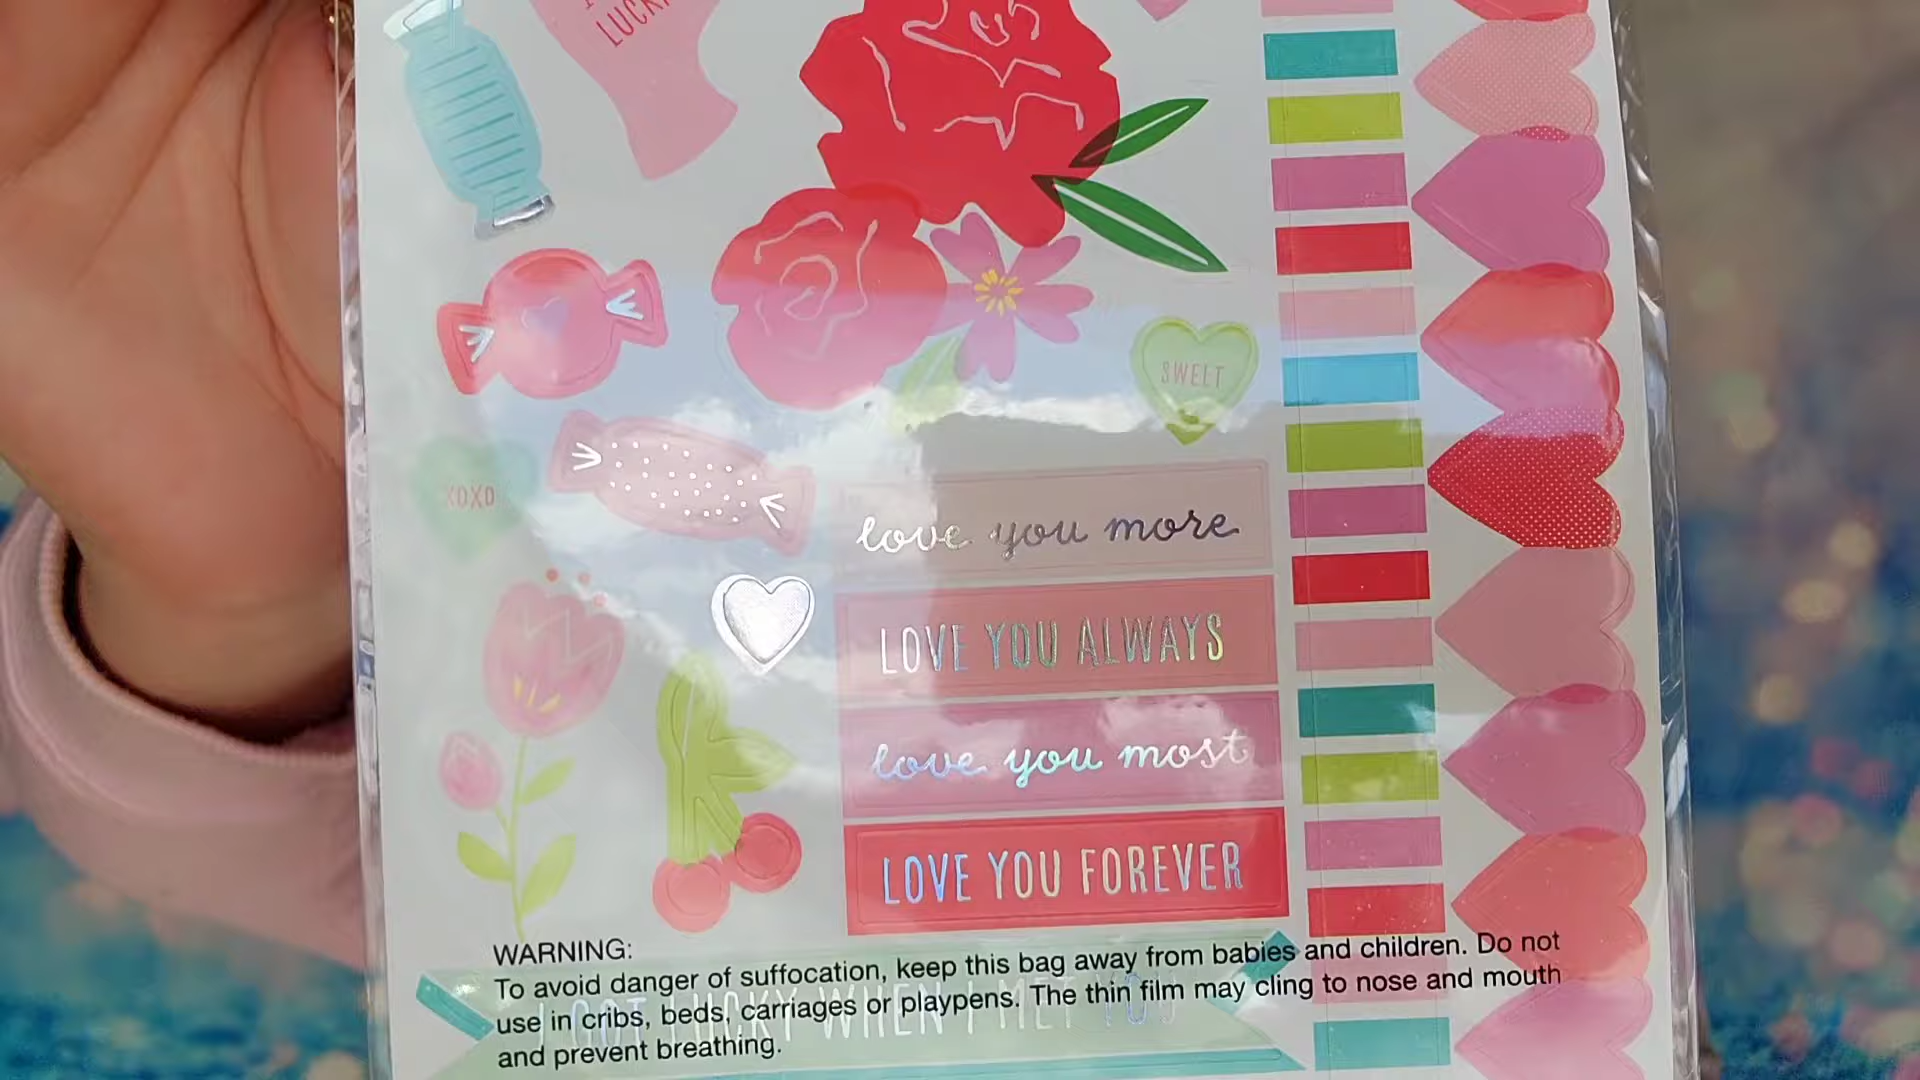 LUCKY
SWEET
XOXO
love you more
LOVE YOU ALWAYS
love you most
LOVE YOU FOREVER
WARNING:
To avoid danger of suffocation, keep this bag away from babies and children. Do not
use in cribs, beds, carriages or playpens. The thin film may cling to nose and mouth
and prevent breathing.
I GOT LUCKY WHEN I MET YOU